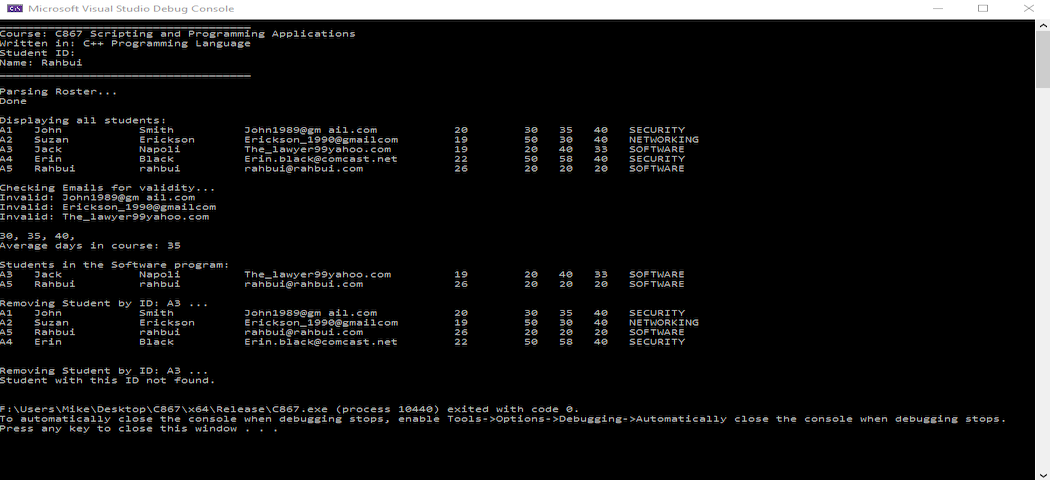 Microsoft Visual Studio Debug Console
Course: C867 Scripting and Programming Applications
Written in: C++ Programming Language
Student ID:
Name: Rahbui
Parsing Roster...
Done
Displaying all students:
A1 John Smith John1989@gm ail.com 20 30 35 40 SECURITY
A2 Suzan Erickson Erickson_1990@gmailcom 19 50 30 40 NETWORKING
A3 Jack Napoli The_lawyer99yahoo.com 19 20 40 33 SOFTWARE
A4 Erin Black Erin.black@comcast.net 22 50 58 40 SECURITY
A5 Rahbui rahbui rahbui@rahbui.com 26 20 20 20 SOFTWARE
Checking Emails for validity...
Invalid: John1989@gm ail.com
Invalid: Erickson_1990@gmailcom
Invalid: The_lawyer99yahoo.com
30, 35, 40,
Average days in course: 35
Students in the Software program:
A3 Jack Napoli The_lawyer99yahoo.com 19 20 40 33 SOFTWARE
A5 Rahbui rahbui rahbui@rahbui.com 26 20 20 20 SOFTWARE
Removing Student by ID: A3 ...
A1 John Smith John1989@gm ail.com 20 30 35 40 SECURITY
A2 Suzan Erickson Erickson_1990@gmailcom 19 50 30 40 NETWORKING
A5 Rahbui rahbui rahbui@rahbui.com 26 20 20 20 SOFTWARE
A4 Erin Black Erin.black@comcast.net 22 50 58 40 SECURITY
Removing Student by ID: A3 ...
Student with this ID not found.
F:\Users\Mike\Desktop\C867\x64\Release\C867.exe (process 10440) exited with code 0.
To automatically close the console when debugging stops, enable Tools->Options->Debugging->Automatically close the console when debugging stops.
Press any key to close this window . . .